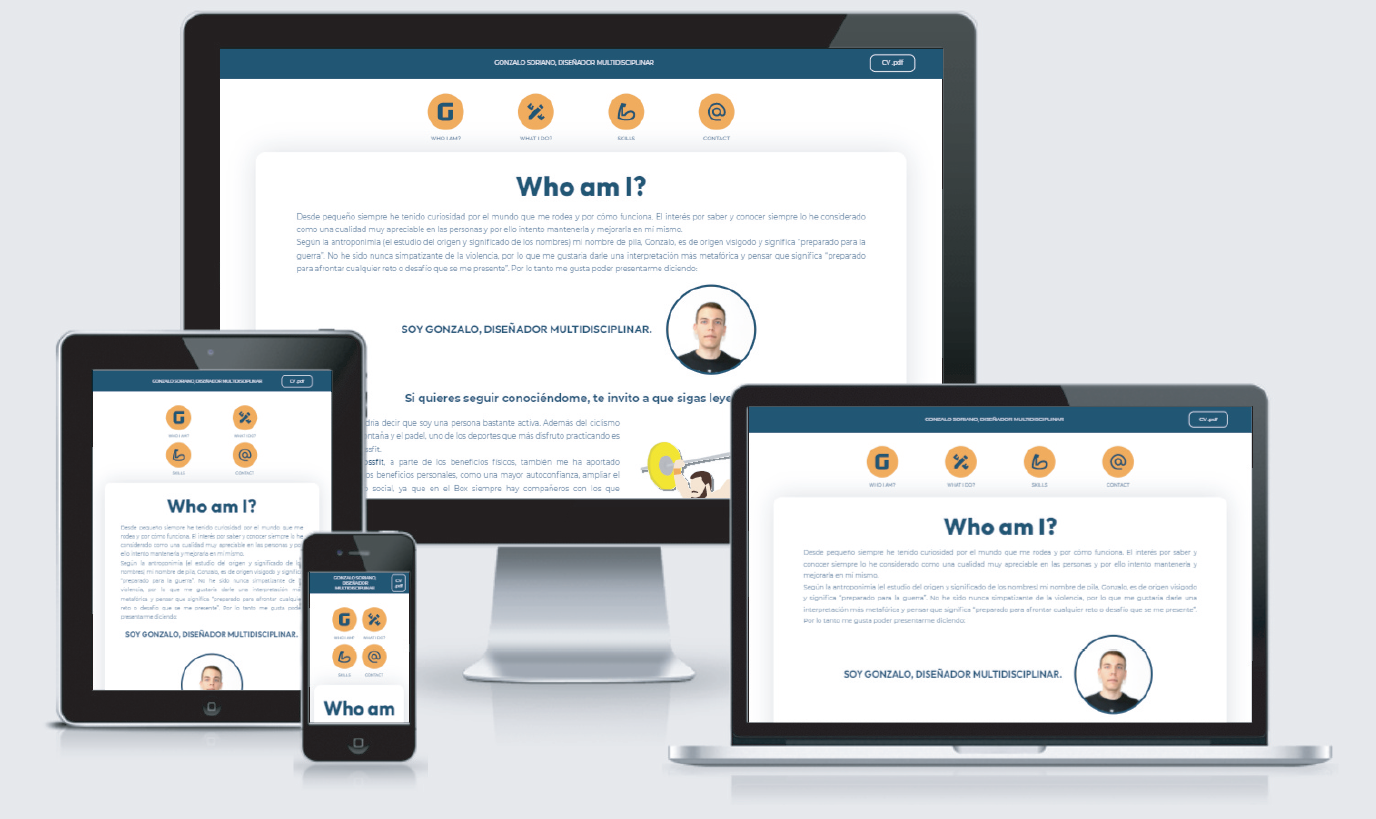 GONZALO SORIANO, DISEÑADOR MULTIDISCIPLINAR
CV .pdf
WHO I AM?
WHAT I DO?
SKILLS
CONTACT
Who am I?
Desde pequeño siempre he tenido curiosidad por el mundo que me rodea y por cómo funciona. El interés por saber y conocer siempre lo he considerado
como una cualidad muy apreciable en las personas y por ello intento mantenerla y mejorarla en mí mismo.
Según la antroponimia (el estudio del origen y significado de los nombres) mi nombre de pila, Gonzalo, es de origen visigodo y significa "preparado para la
guerra". No he sido nunca simpatizante de la violencia, por lo que me gustaría darle una interpretación más metafórica y pensar que significa "preparado
para afrontar cualquier reto o desafío que se me presente". Por lo tanto me gusta poder presentarme diciendo:
SOY GONZALO, DISEÑADOR MULTIDISCIPLINAR.
Si quieres seguir conociéndome, te invito a que sigas leye
dría decir que soy una persona bastante activa. Además del ciclismo
ntaña y el padel, uno de los deportes que más disfruto practicando es
ssfit.
ossfit, a parte de los beneficios físicos, también me ha aportado
os beneficios personales, como una mayor autoconfianza, ampliar el
o social, ya que en el Box siempre hay compañeros con los que
GONZALO SORIANO, DISEÑADOR MULTIDISCIPLINAR
CV .pdf
WHO I AM?
WHAT I DO?
SKILLS
CONTACT
Who am I?
Desde pequeño siempre he tenido curiosidad por el mundo que me
rodea y por cómo funciona. El interés por saber y conocer siempre lo he
considerado como una cualidad muy apreciable en las personas y por
ello intento mantenerla y mejorarla en mí mismo.
Según la antroponimia (el estudio del origen y significado de los
nombres) mi nombre de pila, Gonzalo, es de origen visigodo y signific
"preparado para la guerra". No he sido nunca simpatizante de l
violencia, por lo que me gustaría darle una interpretación má
metafórica y pensar que significa "preparado para afrontar cualquie
reto o desafío que se me presente". Por lo tanto me gusta poder
presentarme diciendo:
SOY GONZALO, DISEÑADOR MULTIDISCIPLINAR.
GONZALO SORIANO,
DISEÑADOR
MULTIDISCIPLINAR
CV
.pdf
WHO I AM?
WHAT I DO?
SKILLS
CONTACT
Who am
GONZALO SORIANO, DISEÑADOR MULTIDISCIPLINAR
CV .pdf
WHO I AM?
WHAT I DO?
SKILLS
CONTACT
Who am I?
Desde pequeño siempre he tenido curiosidad por el mundo que me rodea y por cómo funciona. El interés por saber y
conocer siempre lo he considerado como una cualidad muy apreciable en las personas y por ello intento mantenerla y
mejorarla en mí mismo.
Según la antroponimia (el estudio del origen y significado de los nombres) mi nombre de pila, Gonzalo, es de origen visigodo
y significa "preparado para la guerra". No he sido nunca simpatizante de la violencia, por lo que me gustaría darle una
interpretación más metafórica y pensar que significa "preparado para afrontar cualquier reto o desafío que se me presente".
Por lo tanto me gusta poder presentarme diciendo:
SOY GONZALO, DISEÑADOR MULTIDISCIPLINAR.